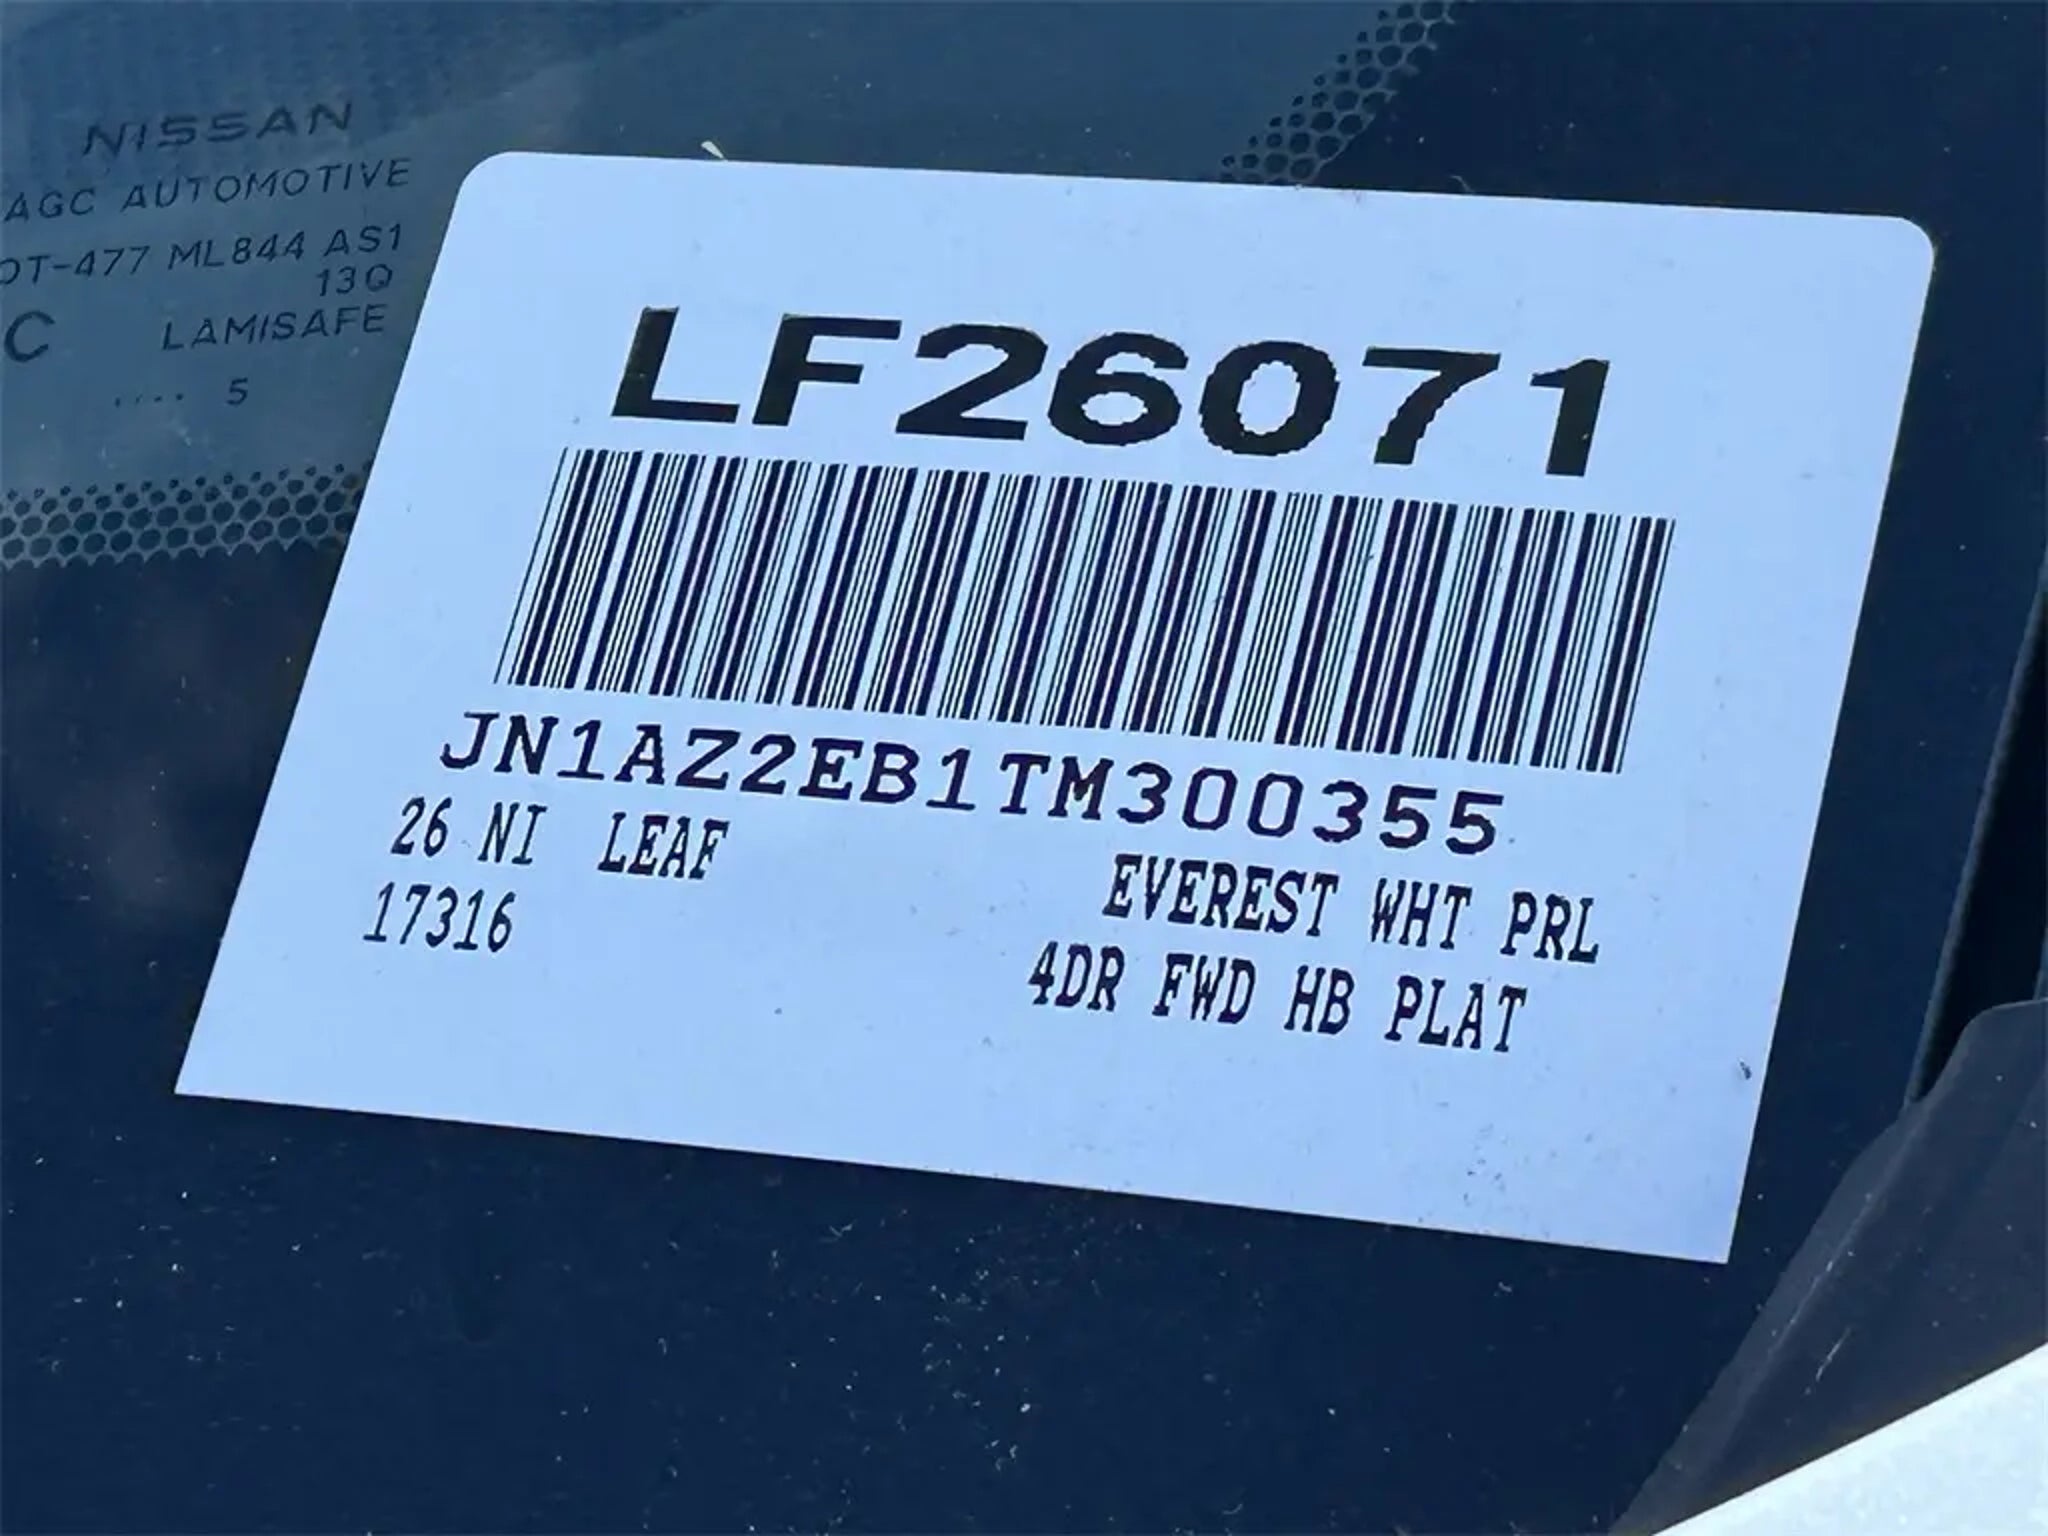 NISSAN
AGC AUTOMOTIVE
OT-477 ML844 AS1
13Q
C LAMISAFE
.... 5
LF26071
JN1AZ2EB1TM300355
26 NI LEAF
EVEREST WHT PRL
17316
4DR FWD HB PLAT